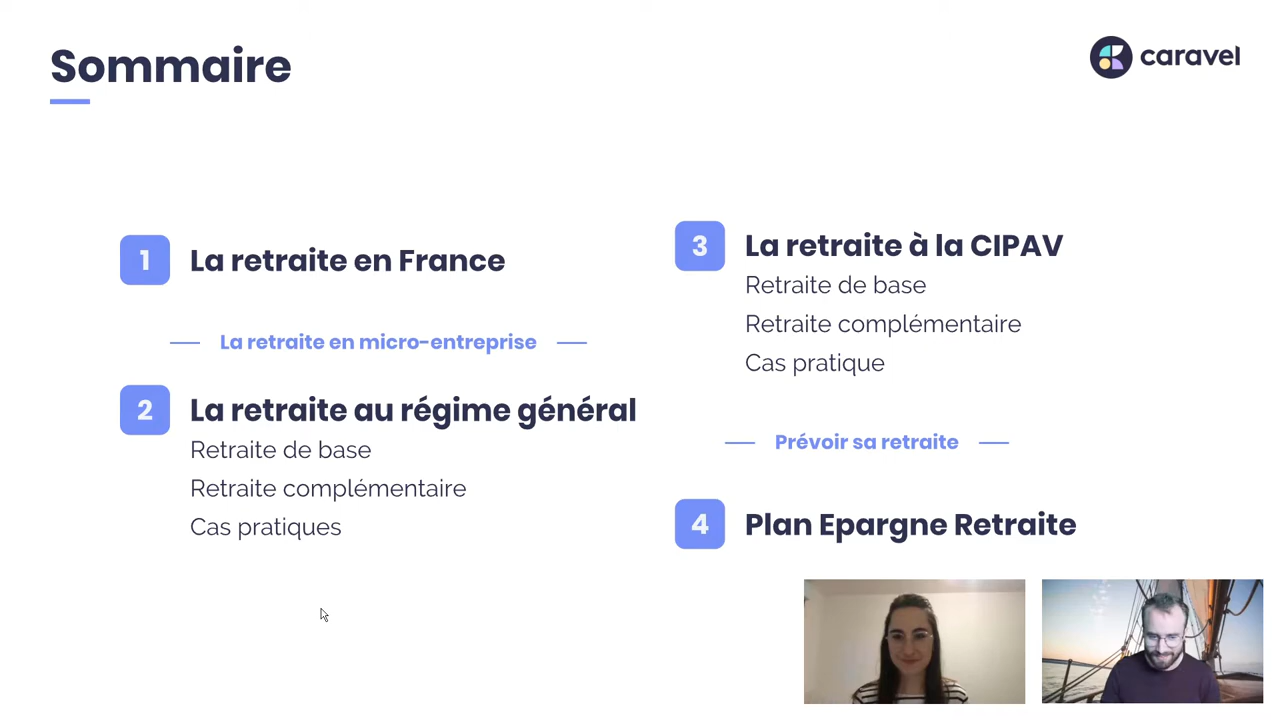 Sommaire
caravel
1 La retraite en France
La retraite en micro-entreprise
2 La retraite au régime général
Retraite de base
Retraite complémentaire
Cas pratiques
3 La retraite à la CIPAV
Retraite de base
Retraite complémentaire
Cas pratique
Prévoir sa retraite
4 Plan Epargne Retraite